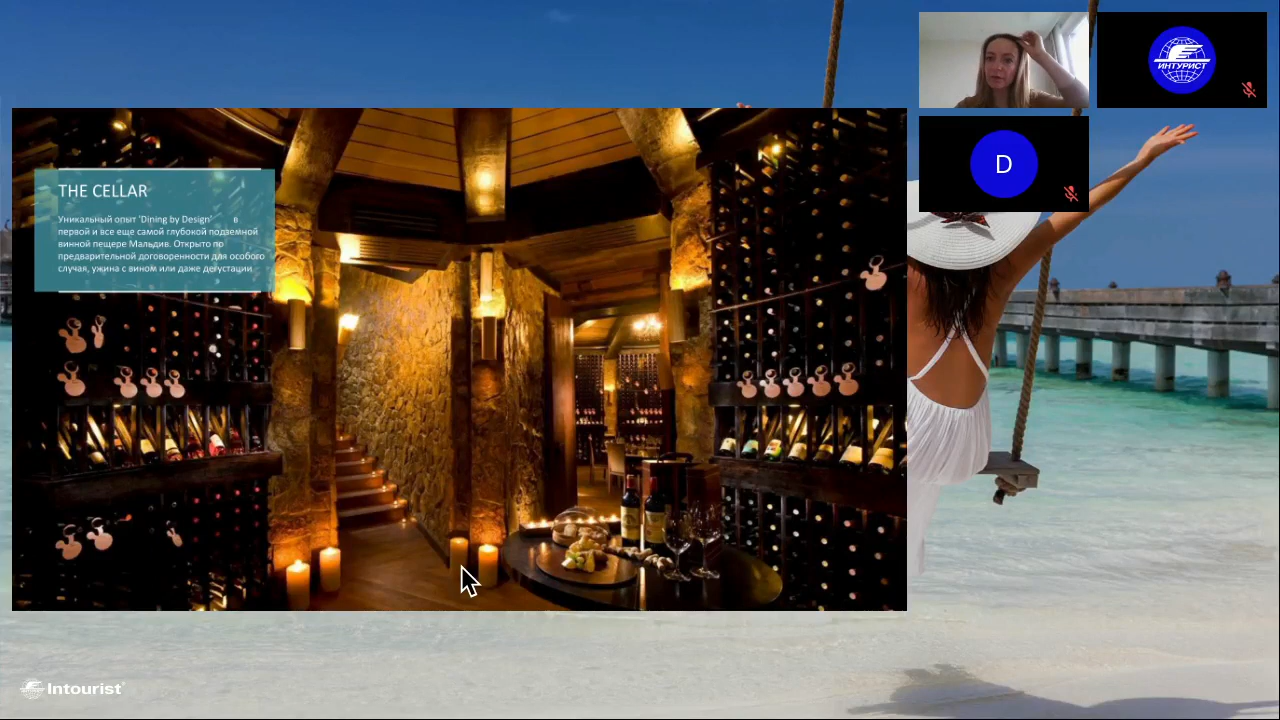 THE CELLAR
Уникальный опыт 'Dining by Design' в
первой и все еще самой глубокой подземной
винной пещере Мальдив. Открыто по
предварительной договоренности для особого
случая, ужина с вином или даже дегустации
ИНТУРИСТ
D
Intourist